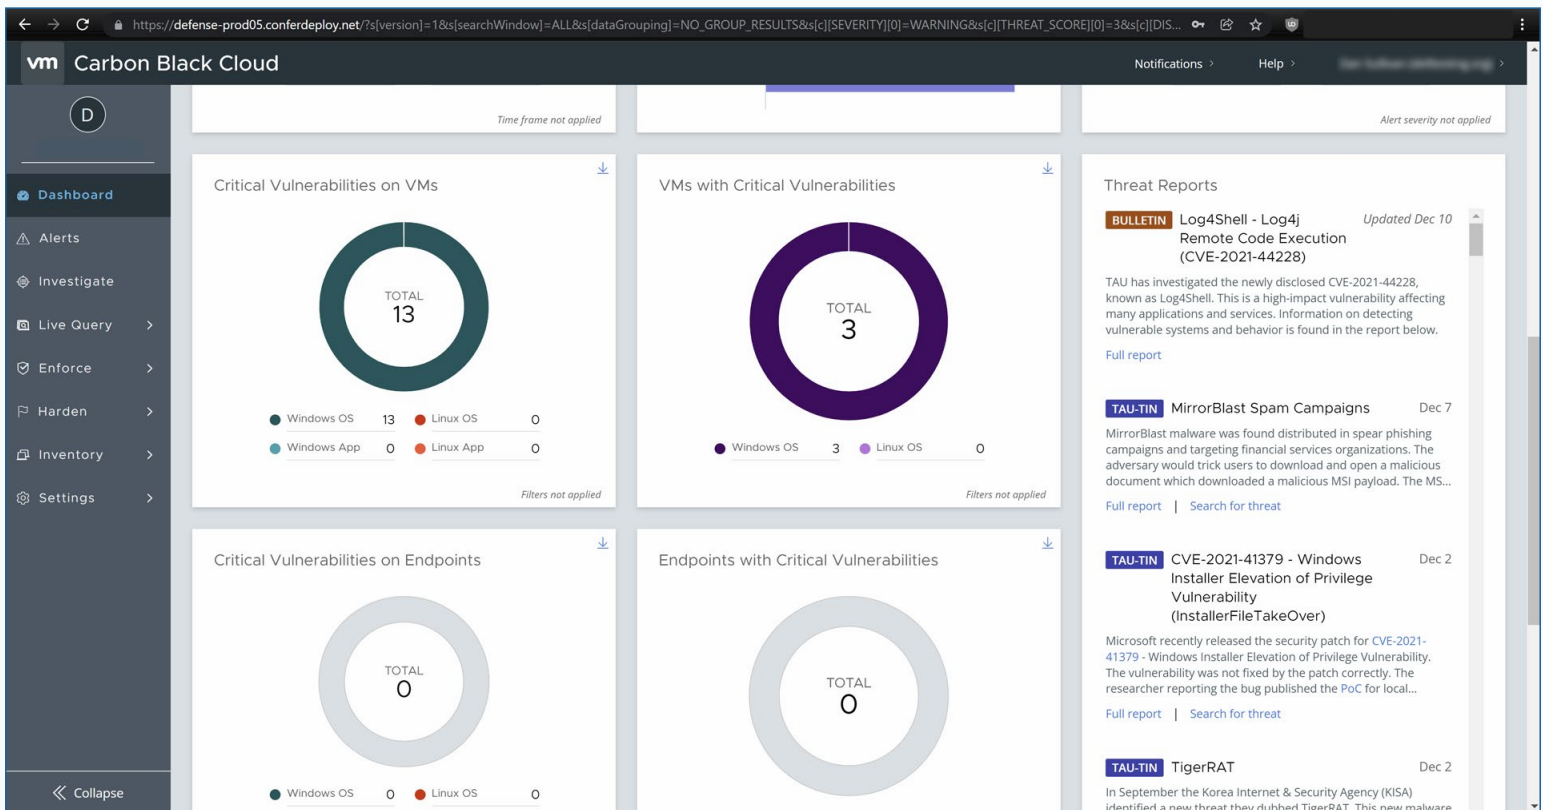 https://defense-prod05.conferdeploy.net/?s[version]=1&s[searchWindow]=ALL&s[dataGrouping]=NO_GROUP_RESULTS&s[c][SEVERITY][0]=WARNING&s[c][THREAT_SCORE][0]=3&s[c][DIS...
vm Carbon Black Cloud
Notifications >
Help >
D
Dashboard
Alerts
Investigate
Live Query >
Enforce >
Harden >
Inventory >
Settings >
Collapse
Time frame not applied
Alert severity not applied
Critical Vulnerabilities on VMs
TOTAL
13
Windows OS 13 Linux OS 0
Windows App 0 Linux App 0
Filters not applied
VMs with Critical Vulnerabilities
TOTAL
3
Windows OS 3 Linux OS 0
Filters not applied
Critical Vulnerabilities on Endpoints
TOTAL
0
Windows OS 0 Linux OS 0
Endpoints with Critical Vulnerabilities
TOTAL
0
Threat Reports
BULLETIN Log4Shell - Log4j Updated Dec 10
Remote Code Execution
(CVE-2021-44228)
TAU has investigated the newly disclosed CVE-2021-44228,
known as Log4Shell. This is a high-impact vulnerability affecting
many applications and services. Information on detecting
vulnerable systems and behavior is found in the report below.
Full report
TAU-TIN MirrorBlast Spam Campaigns Dec 7
MirrorBlast malware was found distributed in spear phishing
campaigns and targeting financial services organizations. The
adversary would trick users to download and open a malicious
document which downloaded a malicious MSI payload. The MS...
Full report | Search for threat
TAU-TIN CVE-2021-41379 - Windows Dec 2
Installer Elevation of Privilege
Vulnerability
(InstallerFileTakeOver)
Microsoft recently released the security patch for CVE-2021-
41379 - Windows Installer Elevation of Privilege Vulnerability.
The vulnerability was not fixed by the patch correctly. The
researcher reporting the bug published the PoC for local...
Full report | Search for threat
TAU-TIN TigerRAT Dec 2
In September the Korea Internet & Security Agency (KISA)
identified a new threat they dubbed TigerRAT. This new malware